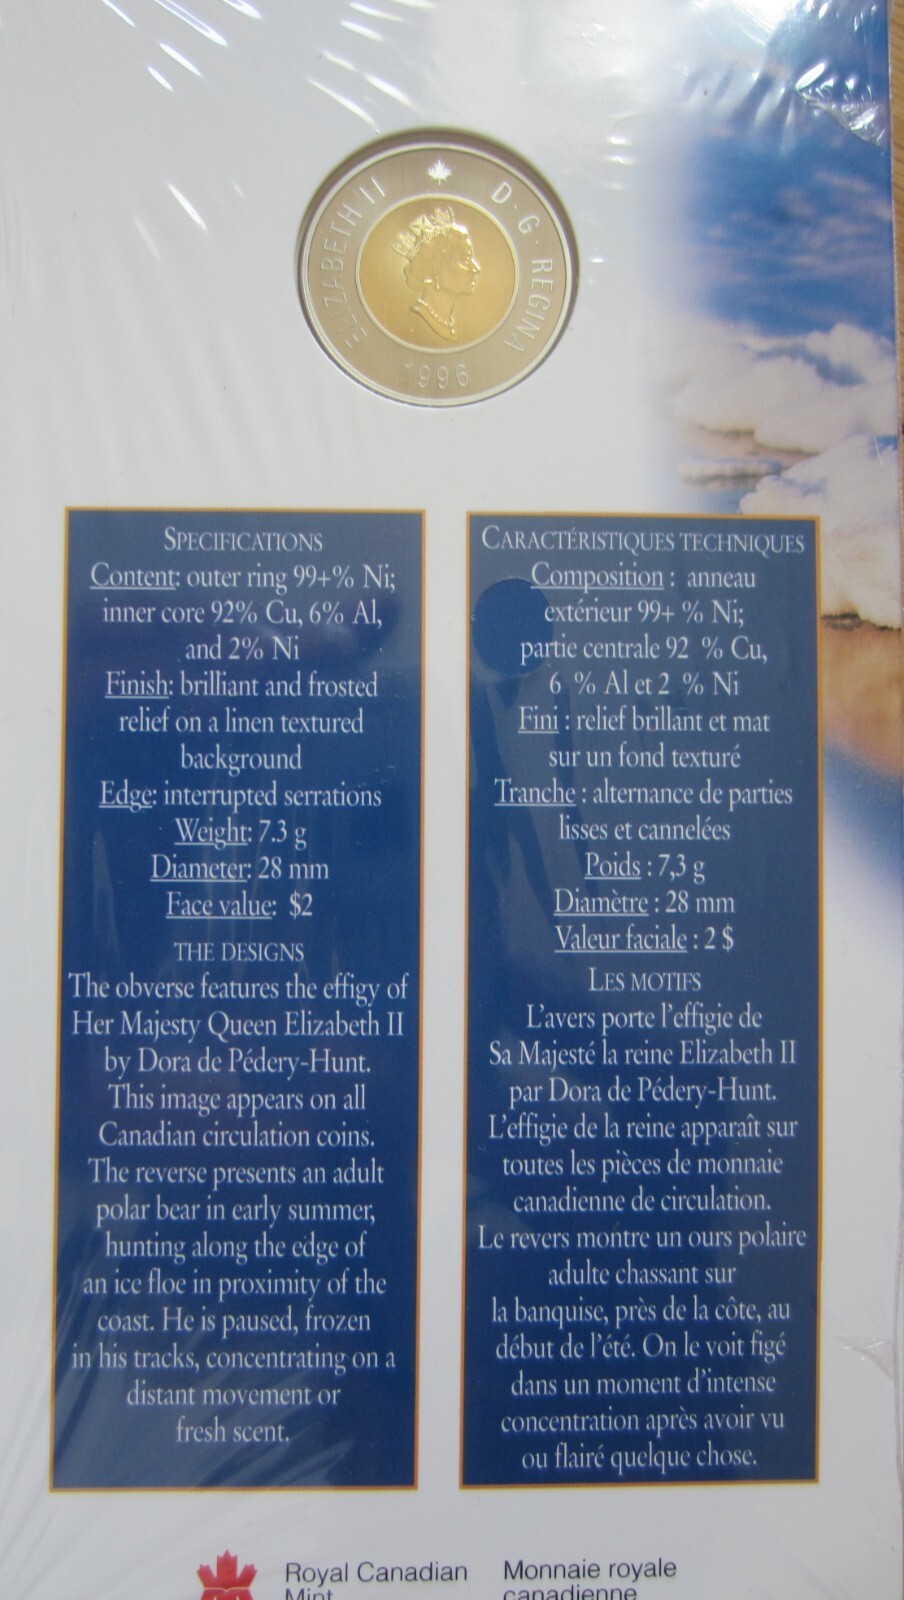 ELIZABETH II D·G·REGINA
1996
SPECIFICATIONS
Content: outer ring 99+% Ni;
inner core 92% Cu, 6% Al,
and 2% Ni
Finish: brilliant and frosted
relief on a linen textured
background
Edge: interrupted serrations
Weight: 7.3 g
Diameter: 28 mm
Face value: $2
THE DESIGNS
The obverse features the effigy of
Her Majesty Queen Elizabeth II
by Dora de Pédery-Hunt.
This image appears on all
Canadian circulation coins.
The reverse presents an adult
polar bear in early summer,
hunting along the edge of
an ice floe in proximity of the
coast. He is paused, frozen
in his tracks, concentrating on a
distant movement or
fresh scent.
CARACTÉRISTIQUES TECHNIQUES
Composition : anneau
extérieur 99+ % Ni;
partie centrale 92 % Cu,
6 % Al et 2 % Ni
Fini : relief brillant et mat
sur un fond texturé
Tranche : alternance de parties
lisses et cannelées
Poids : 7,3 g
Diamètre : 28 mm
Valeur faciale : 2 $
LES MOTIFS
L'avers porte l'effigie de
Sa Majesté la reine Elizabeth II
par Dora de Pédery-Hunt.
L'effigie de la reine apparaît sur
toutes les pièces de monnaie
canadienne de circulation.
Le revers montre un ours polaire
adulte chassant sur
la banquise, près de la côte, au
début de l'été. On le voit figé
dans un moment d'intense
concentration après avoir vu
ou flairé quelque chose.
Royal Canadian
Mint
Monnaie royale
canadienne